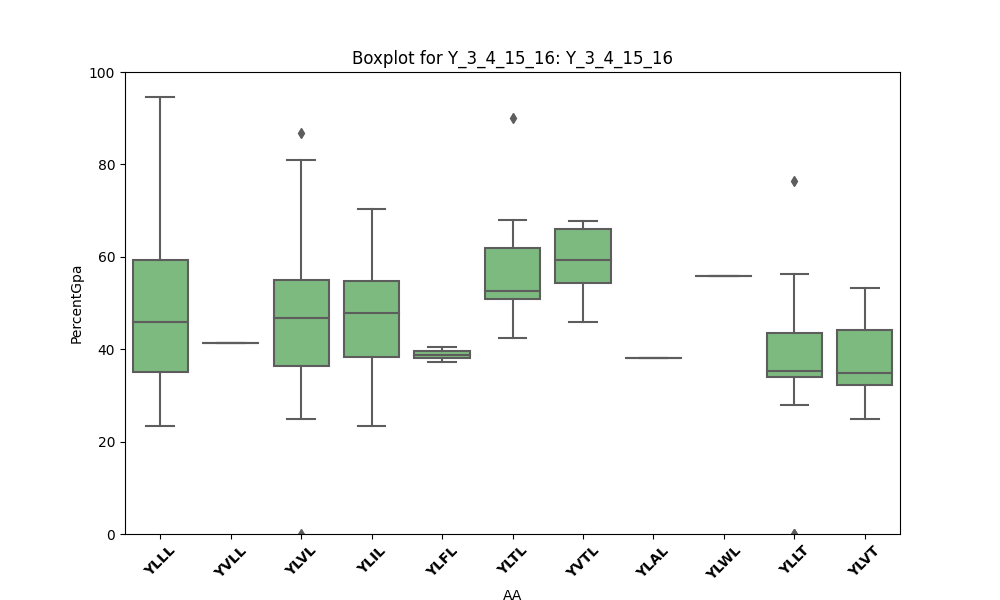 Boxplot for Y_3_4_15_16: Y_3_4_15_16
100
80
60
40
20
0
PercentGpa
YLLL YVLL YLVL YLIL YLFL YLTL YVTL YLAL YLWL YLLT YLVT
AA